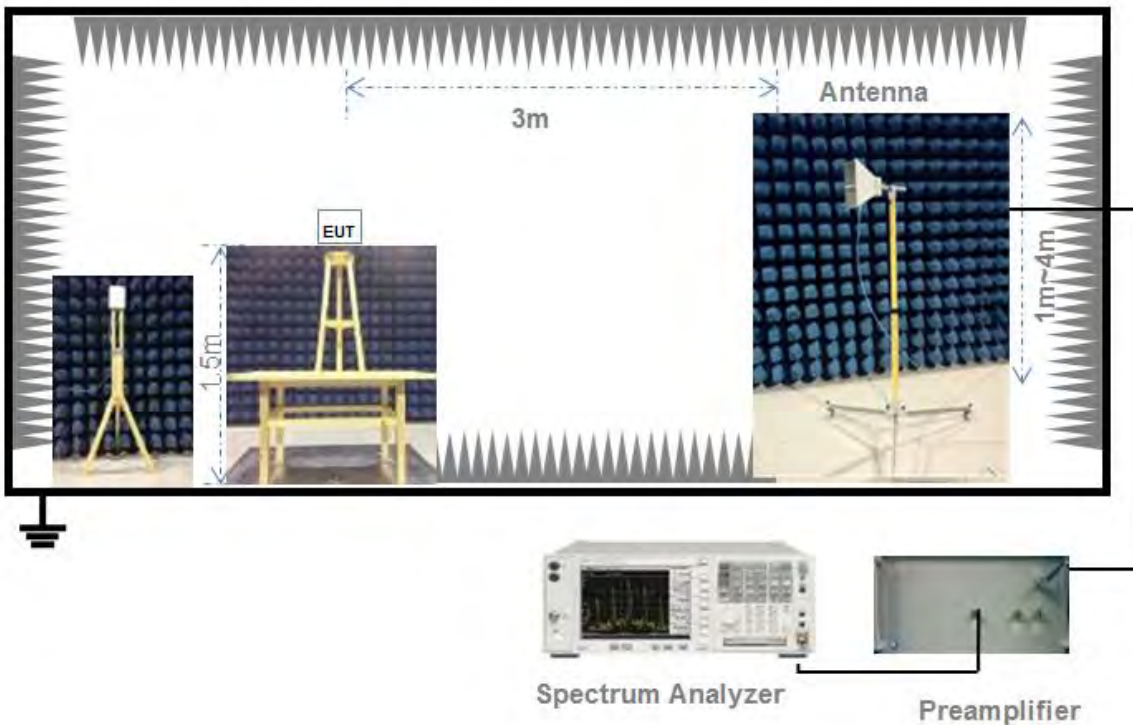 Antenna
3m
EUT
1.5m
1m~4m
Spectrum Analyzer
Preamplifier